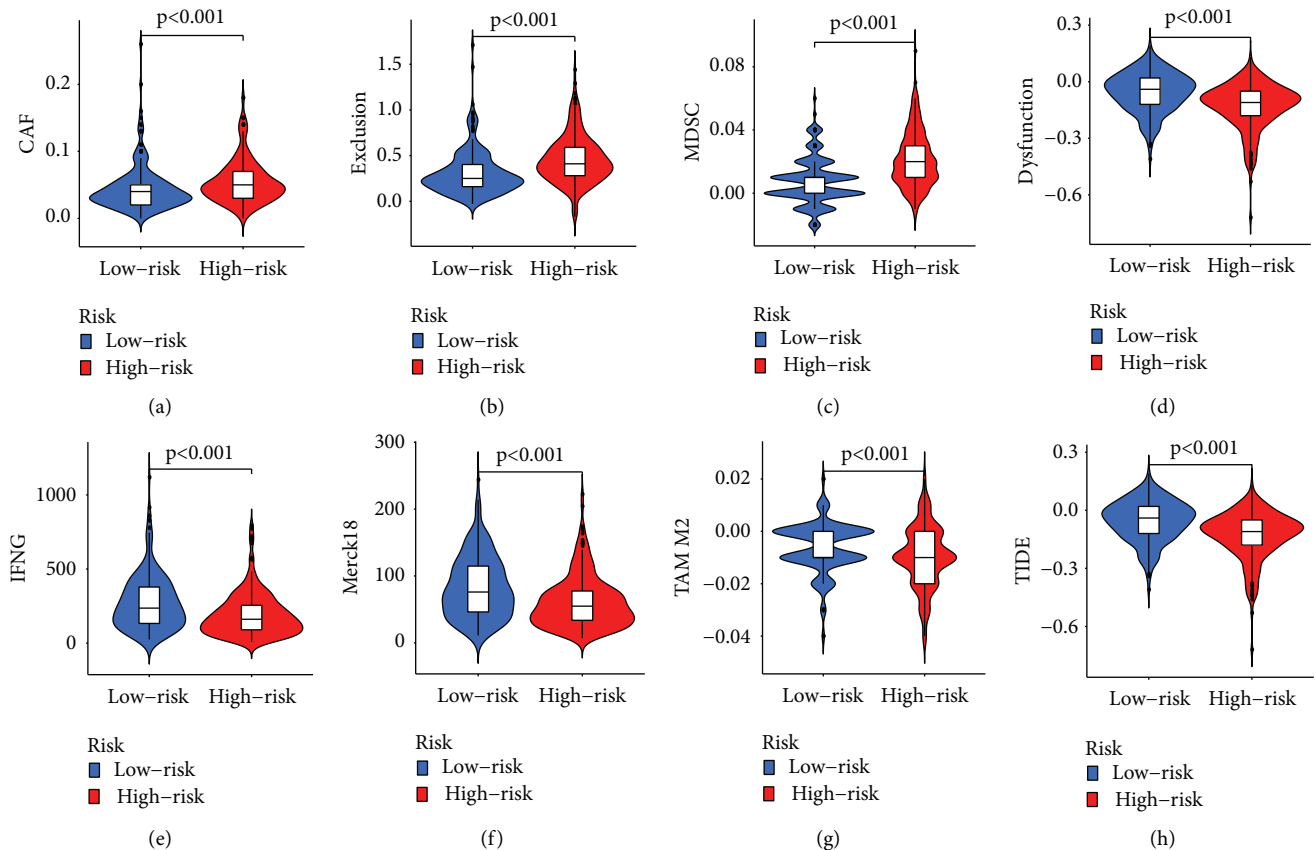 p<0.001
CAF
0.2
0.1
0.0
Low−risk High−risk
Risk
Low−risk
High−risk
(a)
p<0.001
Exclusion
1.5
1.0
0.5
0.0
Low−risk High−risk
Risk
Low−risk
High−risk
(b)
p<0.001
MDSC
0.08
0.04
0.00
Low−risk High−risk
Risk
Low−risk
High−risk
(c)
p<0.001
Dysfunction
0.3
0.0
−0.3
−0.6
Low−risk High−risk
Risk
Low−risk
High−risk
(d)
p<0.001
IFNG
1000
500
0
Low−risk High−risk
Risk
Low−risk
High−risk
(e)
p<0.001
Merck18
300
200
100
0
Low−risk High−risk
Risk
Low−risk
High−risk
(f)
p<0.001
TAM M2
0.02
0.00
−0.02
−0.04
Low−risk High−risk
Risk
Low−risk
High−risk
(g)
p<0.001
TIDE
0.3
0.0
−0.3
−0.6
Low−risk High−risk
Risk
Low−risk
High−risk
(h)